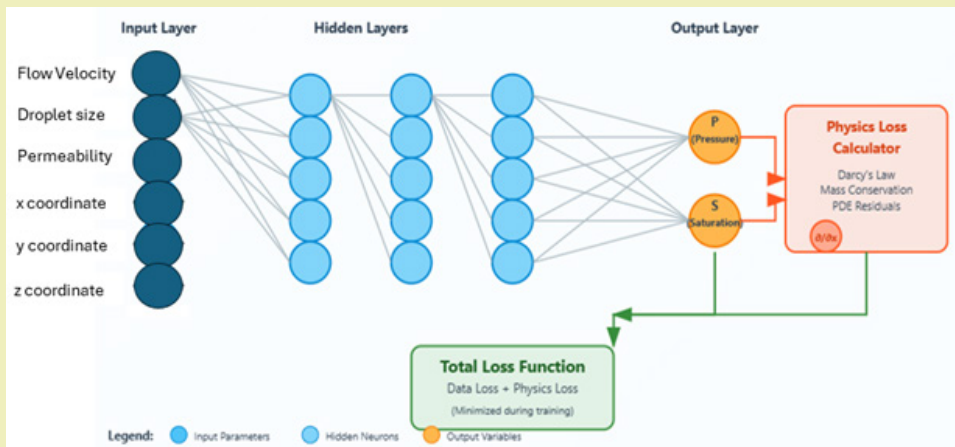 Input Layer
Hidden Layers
Output Layer
Flow Velocity
Droplet size
Permeability
x coordinate
y coordinate
z coordinate
P
(Pressure)
S
(Saturation)
Physics Loss
Calculator
Darcy's Law
Mass Conservation
PDE Residuals
∂/∂x
Total Loss Function
Data Loss + Physics Loss
(Minimized during training)
Legend: Input Parameters Hidden Neurons Output Variables